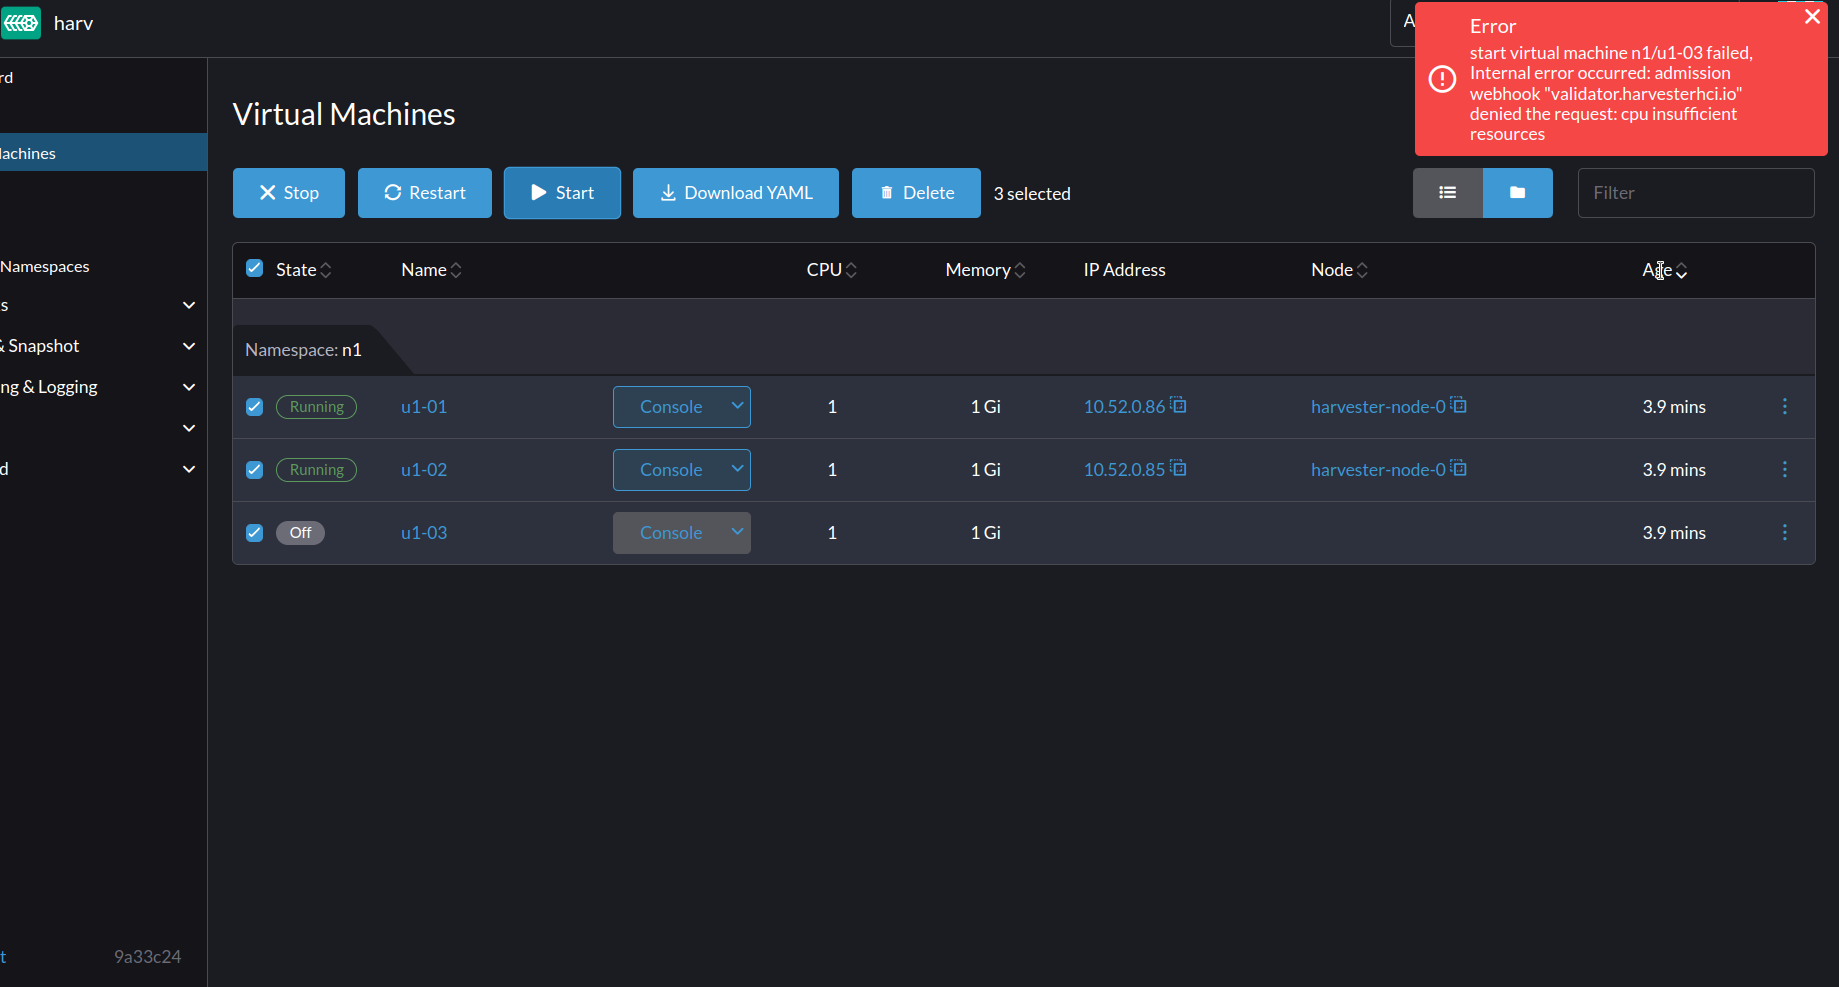 harv
A
Error
start virtual machine n1/u1-03 failed,
Internal error occurred: admission
webhook "validator.harvesterhci.io"
denied the request: cpu insufficient
resources
rd
achines
Namespaces
s
& Snapshot
ng & Logging
d
t
9a33c24
Virtual Machines
Stop Restart Start Download YAML Delete 3 selected Filter
State Name CPU Memory IP Address Node Age
Namespace: n1
Running u1-01 Console 1 1 Gi 10.52.0.86 harvester-node-0 3.9 mins
Running u1-02 Console 1 1 Gi 10.52.0.85 harvester-node-0 3.9 mins
Off u1-03 Console 1 1 Gi 3.9 mins